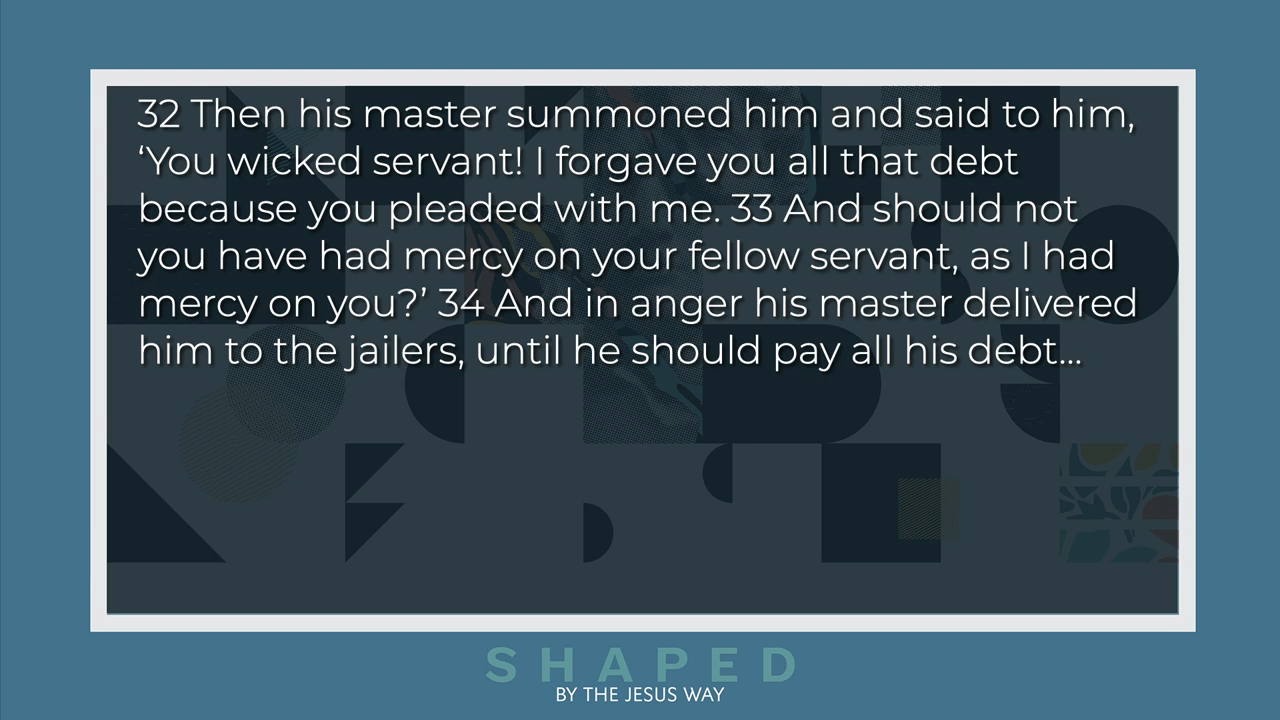 32 Then his master summoned him and said to him,
‘You wicked servant! I forgave you all that debt
because you pleaded with me. 33 And should not
you have had mercy on your fellow servant, as I had
mercy on you?’ 34 And in anger his master delivered
him to the jailers, until he should pay all his debt...
SHAPED
BY THE JESUS WAY